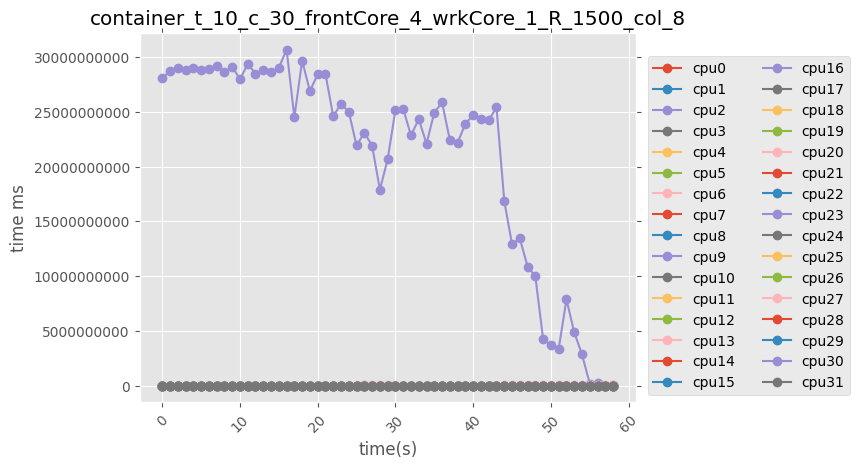 container_t_10_c_30_frontCore_4_wrkCore_1_R_1500_col_8
time ms
30000000000
25000000000
20000000000
15000000000
10000000000
5000000000
0
0
10
20
30
40
50
60
time(s)
cpu0
cpu1
cpu2
cpu3
cpu4
cpu5
cpu6
cpu7
cpu8
cpu9
cpu10
cpu11
cpu12
cpu13
cpu14
cpu15
cpu16
cpu17
cpu18
cpu19
cpu20
cpu21
cpu22
cpu23
cpu24
cpu25
cpu26
cpu27
cpu28
cpu29
cpu30
cpu31